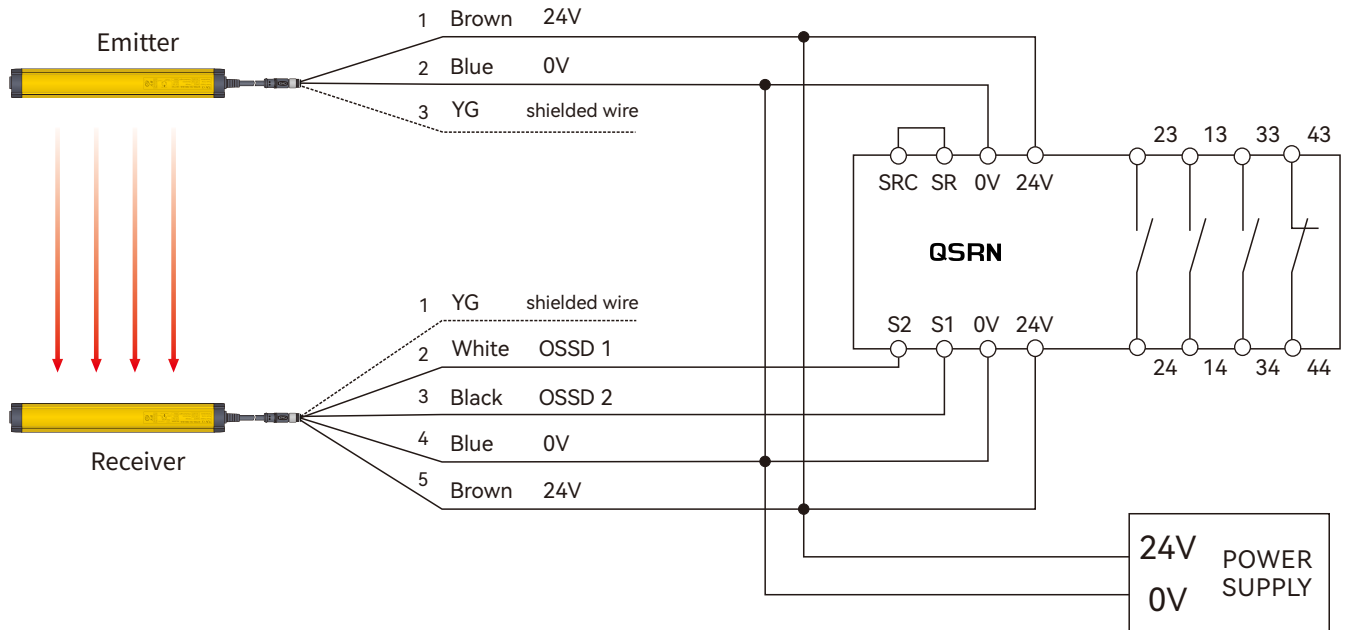 1 Brown 24V
Emitter
2 Blue 0V
3 YG shielded wire
23 13 33 43
SRC SR 0V 24V
QSRN
1 YG shielded wire
S2 S1 0V 24V
2 White OSSD 1
24 14 34 44
3 Black OSSD 2
4 Blue 0V
Receiver
5 Brown 24V
24V
POWER
SUPPLY
0V